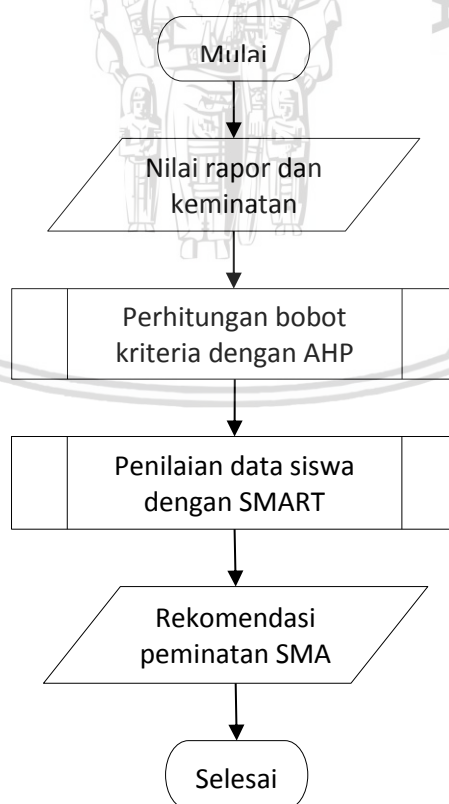 Mulai
Nilai rapor dan
keminatan
Perhitungan bobot
kriteria dengan AHP
Penilaian data siswa
dengan SMART
Rekomendasi
peminatan SMA
Selesai